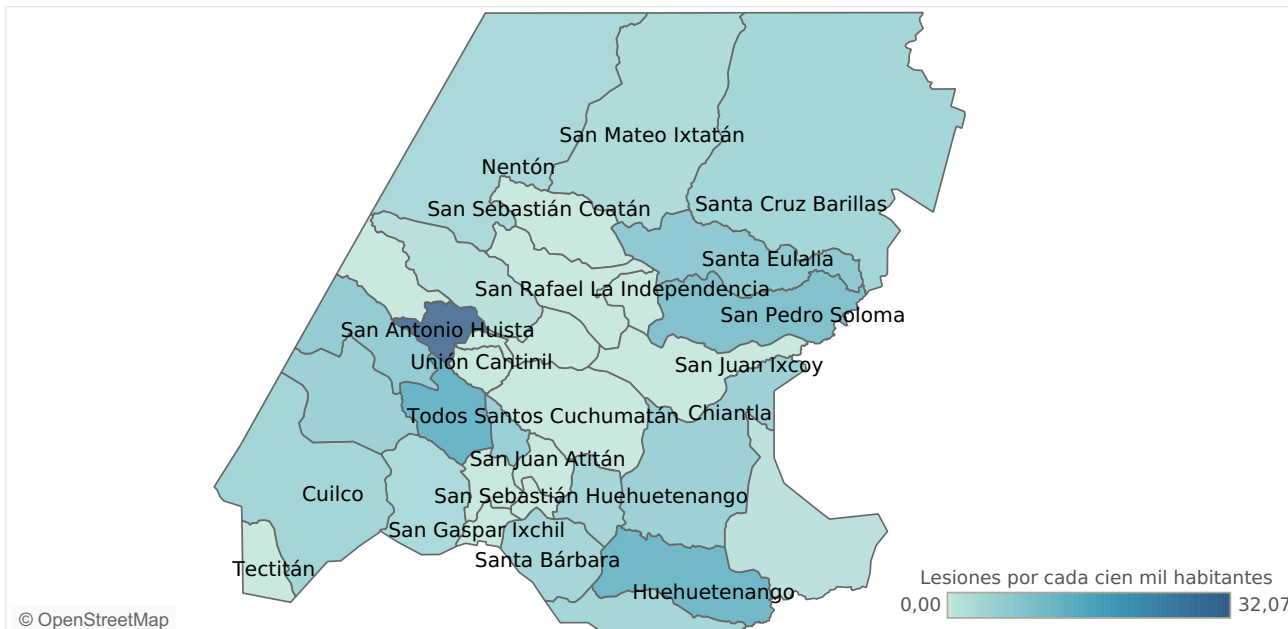 San Mateo Ixtatán
Nentón
Santa Cruz Barillas
San Sebastián Coatán
Santa Eulalia
San Rafael La Independencia
San Pedro Soloma
San Antonio Huista
Unión Cantinil
San Juan Ixcoy
Todos Santos Cuchumatán
Chiantla
San Juan Atitán
Cuilco
San Sebastián Huehuetenango
San Gaspar Ixchil
Santa Bárbara
Tectitán
Huehuetenango
Lesiones por cada cien mil habitantes
0,00
32,07
© OpenStreetMap